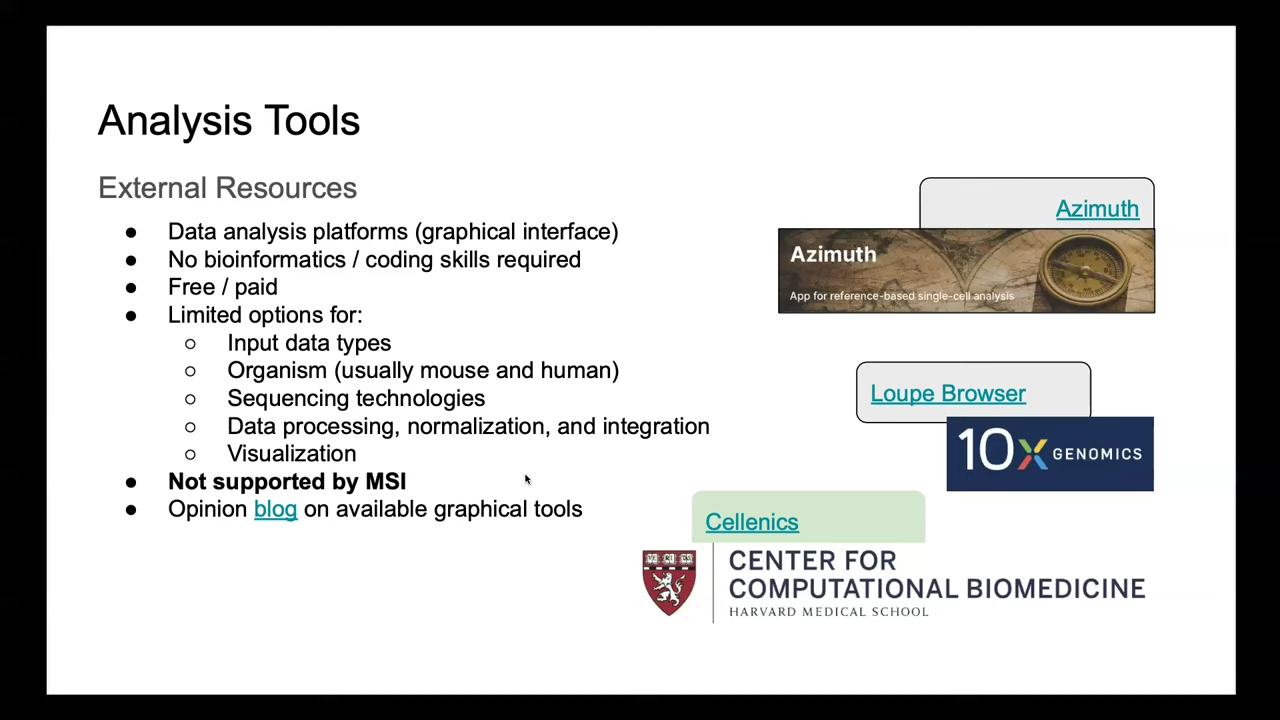 Analysis Tools
External Resources
● Data analysis platforms (graphical interface)
● No bioinformatics / coding skills required
● Free / paid
● Limited options for:
○ Input data types
○ Organism (usually mouse and human)
○ Sequencing technologies
○ Data processing, normalization, and integration
○ Visualization
● Not supported by MSI
● Opinion blog on available graphical tools
Azimuth
Azimuth
App for reference-based single-cell analysis
Loupe Browser
10X GENOMICS
Cellenics
CENTER FOR
COMPUTATIONAL BIOMEDICINE
HARVARD MEDICAL SCHOOL